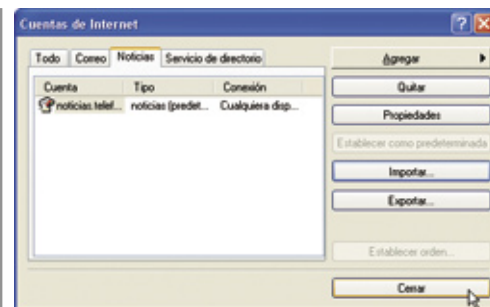 Cuentas de Internet
Todo Correo Noticias Servicio de directorio
Cuenta Tipo Conexión
noticias.telef... noticias (predet... Cualquiera disp...
Agregar
Quitar
Propiedades
Establecer como predeterminada
Importar...
Exportar...
Establecer orden...
Cerrar